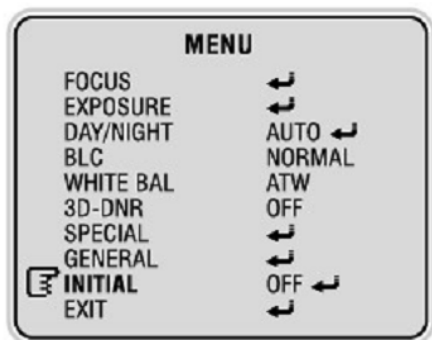 MENU
FOCUS ↵
EXPOSURE ↵
DAY/NIGHT AUTO ↵
BLC NORMAL
WHITE BAL ATW
3D-DNR OFF
SPECIAL ↵
GENERAL ↵
INITIAL OFF ↵
EXIT ↵